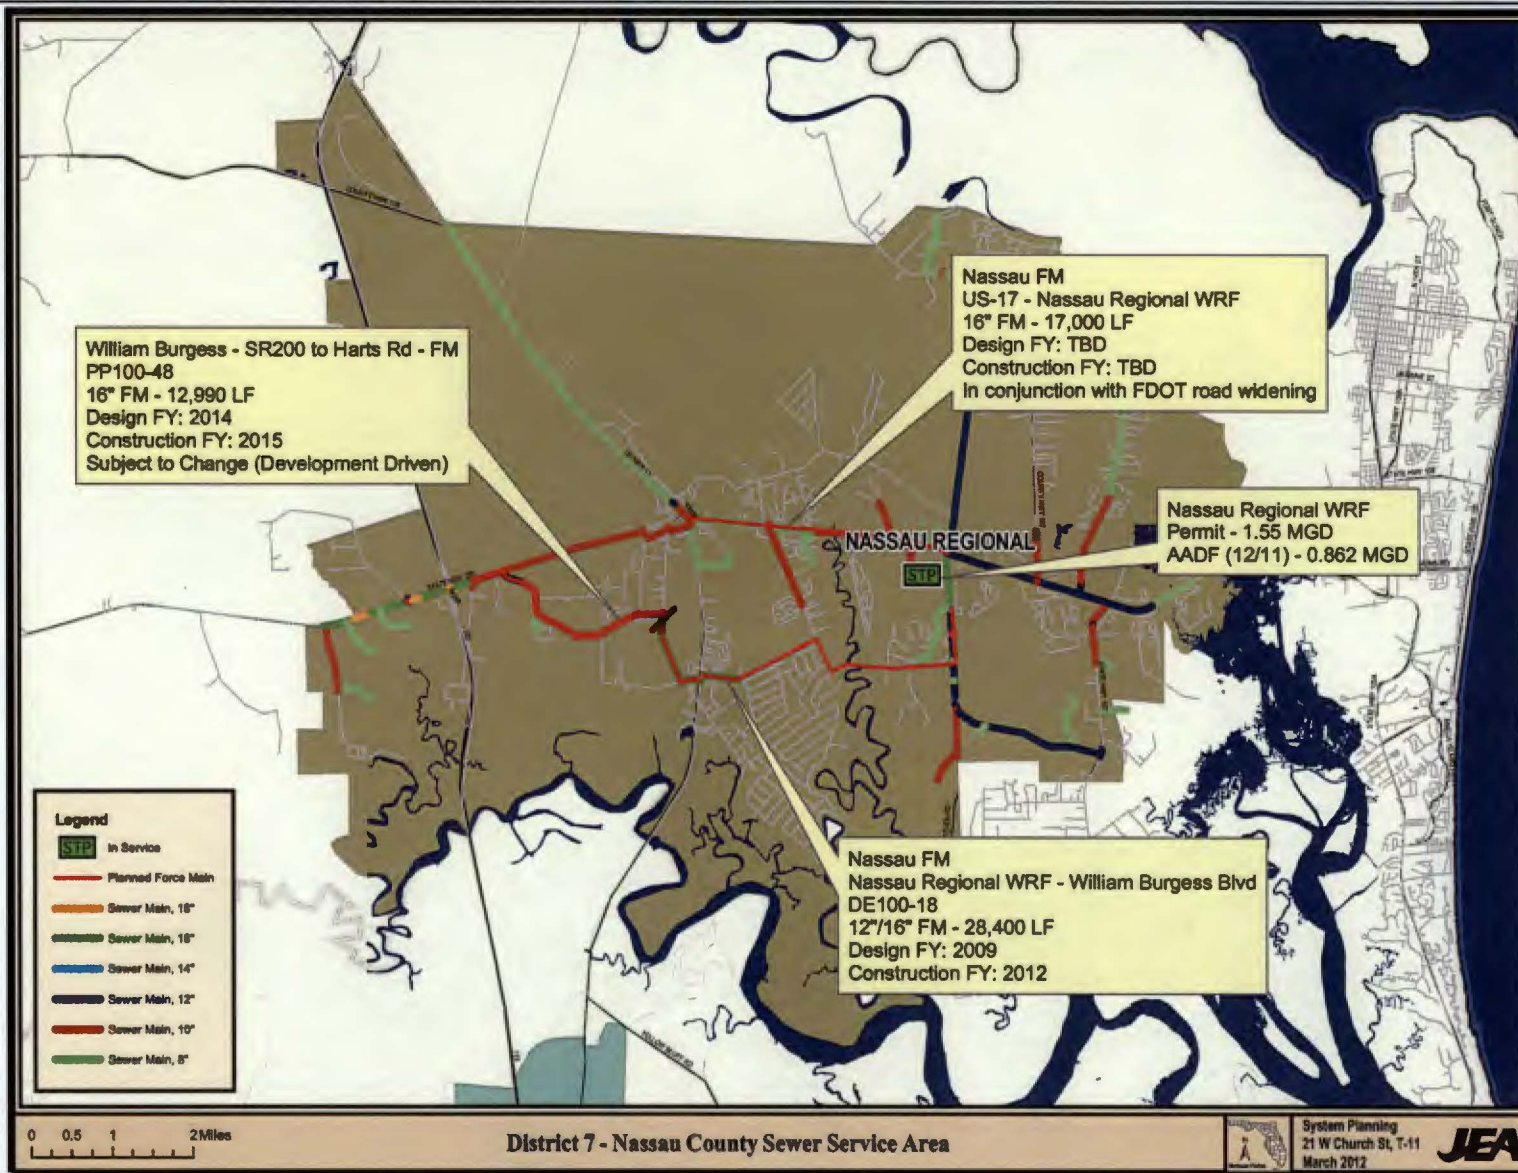 Nassau FM
US-17 - Nassau Regional WRF
16" FM - 17,000 LF
Design FY: TBD
Construction FY: TBD
In conjunction with FDOT road widening
William Burgess - SR200 to Harts Rd - FM
PP100-48
16" FM - 12,990 LF
Design FY: 2014
Construction FY: 2015
Subject to Change (Development Driven)
Nassau Regional WRF
Permit - 1.55 MGD
AADF (12/11) - 0.862 MGD
NASSAU REGIONAL
STP
Nassau FM
Nassau Regional WRF - William Burgess Blvd
DE100-18
12"/16" FM - 28,400 LF
Design FY: 2009
Construction FY: 2012
Legend
STP In Service
Planned Force Main
Sewer Main,
Sewer Main,
Sewer Main, 14"
Sewer Main, 12"
Sewer Main, 10"
Sewer Main, 8"
YELLOW BLUFF RD
0 0.5 1 2 Miles
District 7 - Nassau County Sewer Service Area
System Planning
21 W Church St, T-11
March 2012
JEA